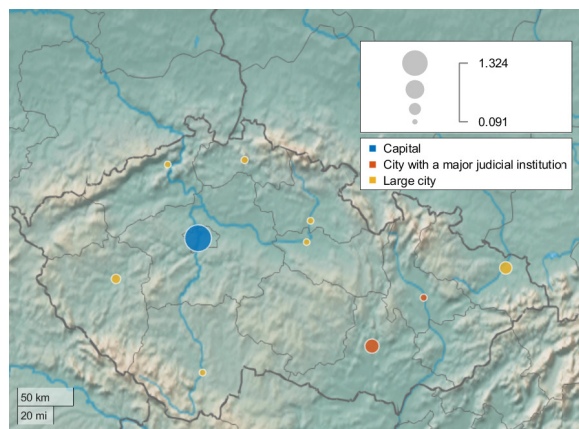 1.324
0.091
Capital
City with a major judicial institution
Large city
50 km
20 mi